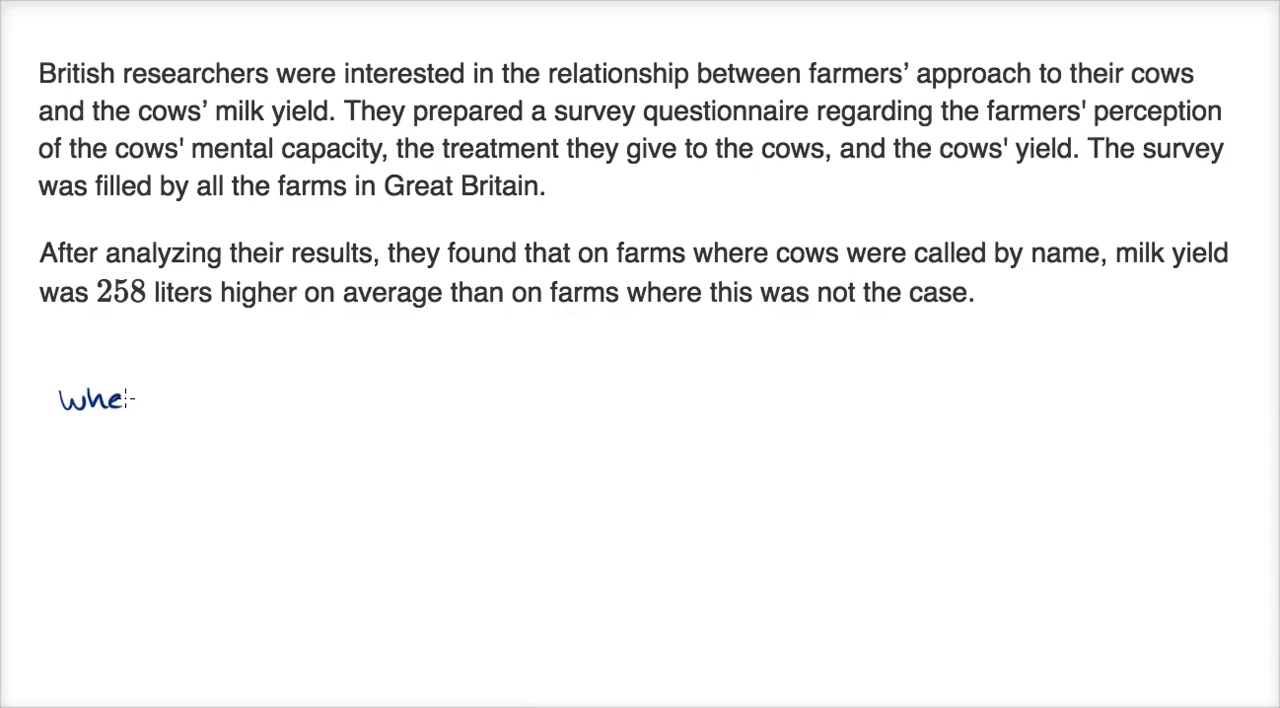 British researchers were interested in the relationship between farmers’ approach to their cows
and the cows’ milk yield. They prepared a survey questionnaire regarding the farmers' perception
of the cows' mental capacity, the treatment they give to the cows, and the cows' yield. The survey
was filled by all the farms in Great Britain.
After analyzing their results, they found that on farms where cows were called by name, milk yield
was 258 liters higher on average than on farms where this was not the case.
whe